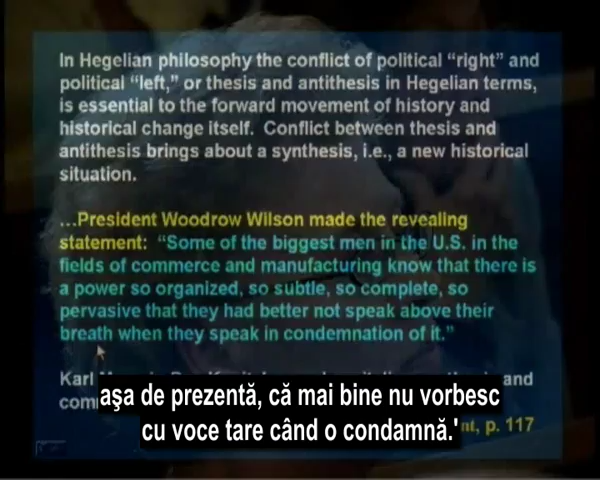 In Hegelian philosophy the conflict of political “right” and
political “left,” or thesis and antithesis in Hegelian terms,
is essential to the forward movement of history and
historical change itself. Conflict between thesis and
antithesis brings about a synthesis, i.e., a new historical
situation.
…President Woodrow Wilson made the revealing
statement: “Some of the biggest men in the U.S. in the
fields of commerce and manufacturing know that there is
a power so organized, so subtle, so complete, so
pervasive that they had better not speak above their
breath when they speak in condemnation of it.”
Karl and
p. 117
aşa de prezentă, că mai bine nu vorbesc
cu voce tare când o condamnă.'